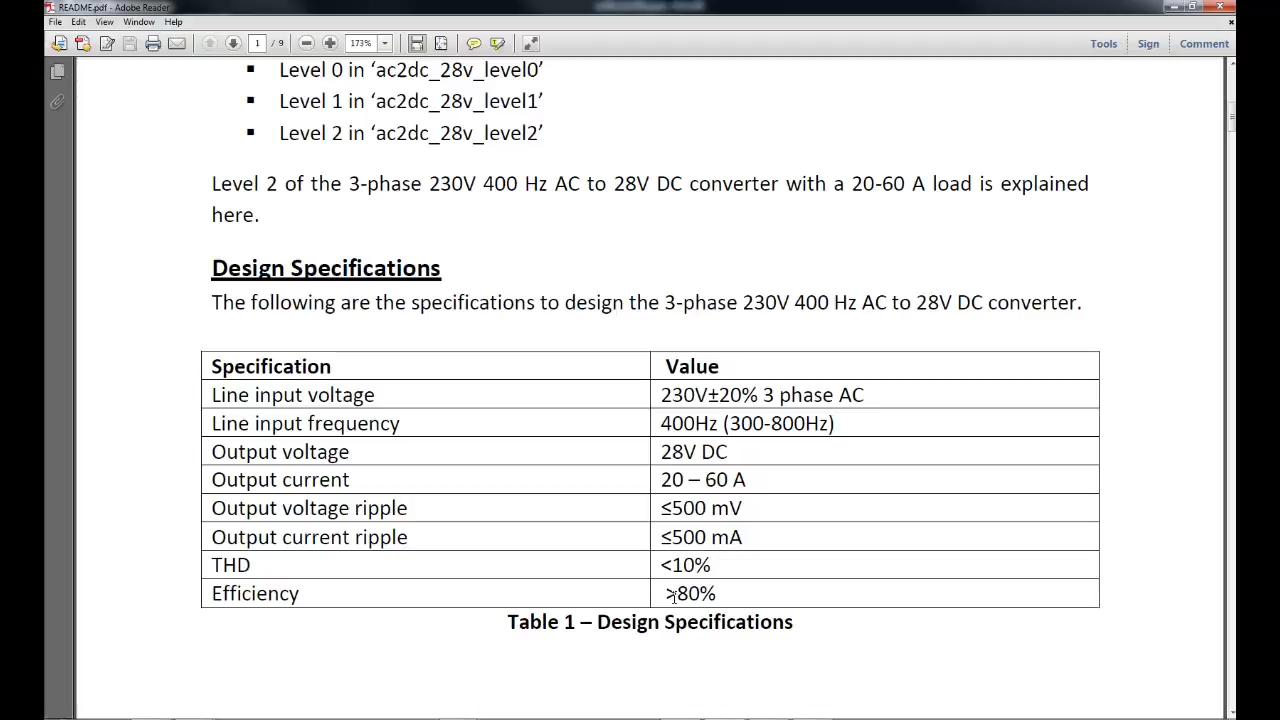 README.pdf - Adobe Reader
File Edit View Window Help
1 / 9 173% Tools Sign Comment
▪ Level 0 in ‘ac2dc_28v_level0’
▪ Level 1 in ‘ac2dc_28v_level1’
▪ Level 2 in ‘ac2dc_28v_level2’
Level 2 of the 3-phase 230V 400 Hz AC to 28V DC converter with a 20-60 A load is explained
here.
Design Specifications
The following are the specifications to design the 3-phase 230V 400 Hz AC to 28V DC converter.
Specification Value
Line input voltage 230V±20% 3 phase AC
Line input frequency 400Hz (300-800Hz)
Output voltage 28V DC
Output current 20 – 60 A
Output voltage ripple ≤500 mV
Output current ripple ≤500 mA
THD <10%
Efficiency >80%
Table 1 – Design Specifications